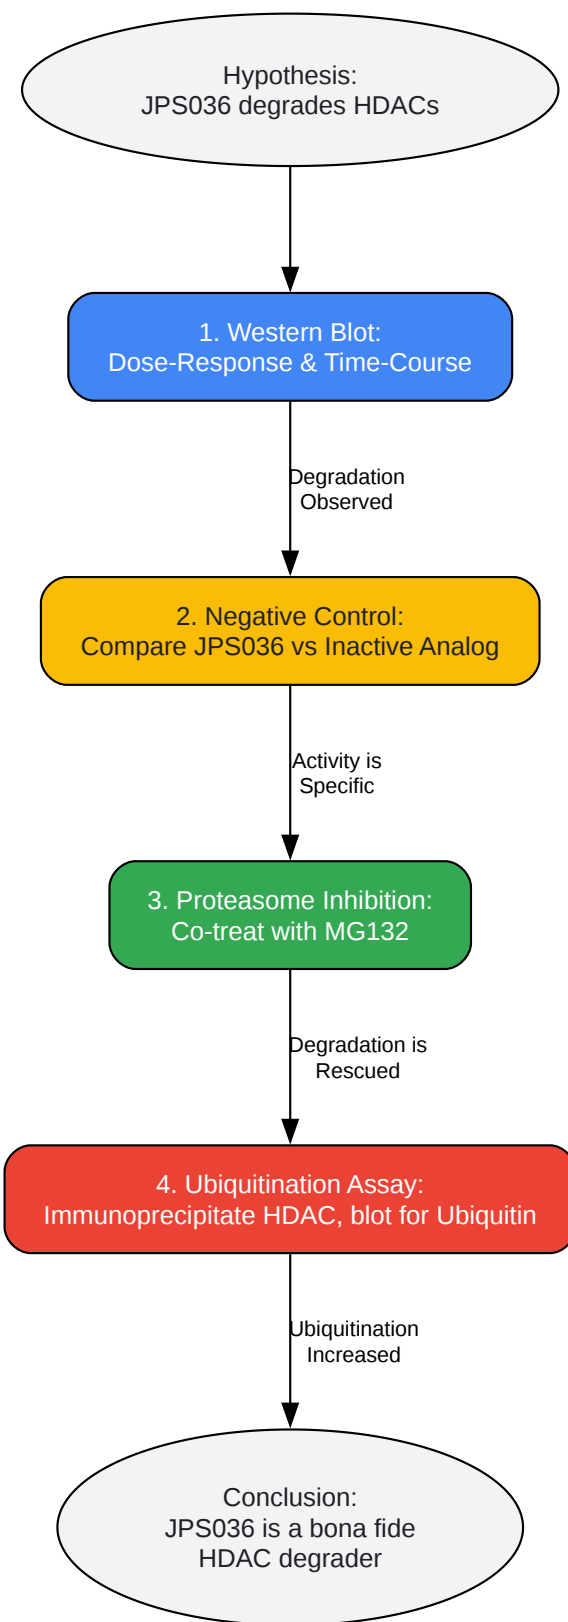 Hypothesis:
JPS036 degrades HDACs
1. Western Blot:
Dose-Response & Time-Course
Degradation
Observed
2. Negative Control:
Compare JPS036 vs Inactive Analog
Activity is
Specific
3. Proteasome Inhibition:
Co-treat with MG132
Degradation is
Rescued
4. Ubiquitination Assay:
Immunoprecipitate HDAC, blot for Ubiquitin
Ubiquitination
Increased
Conclusion:
JPS036 is a bona fide
HDAC degrader